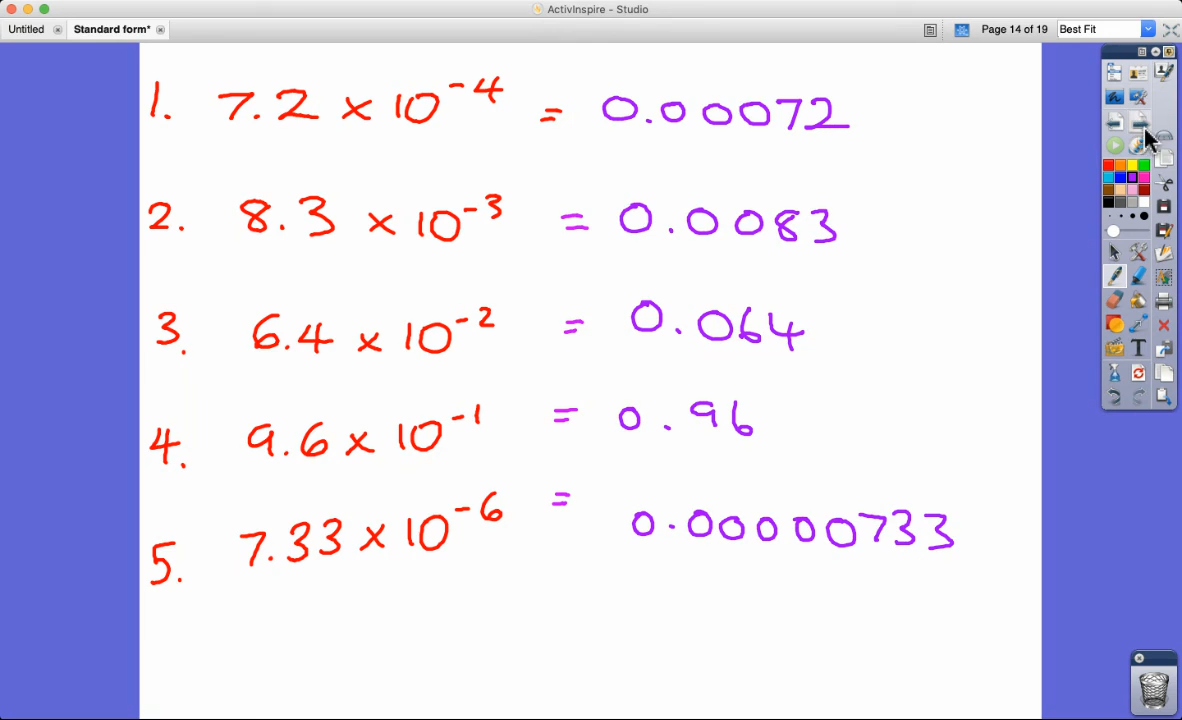 ActivInspire - Studio
Untitled
Standard form*
Page 14 of 19
Best Fit
1. 7.2 x 10⁻⁴ = 0.00072
2. 8.3 x 10⁻³ = 0.0083
3. 6.4 x 10⁻² = 0.064
4. 9.6 x 10⁻¹ = 0.96
5. 7.33 x 10⁻⁶ = 0.00000733